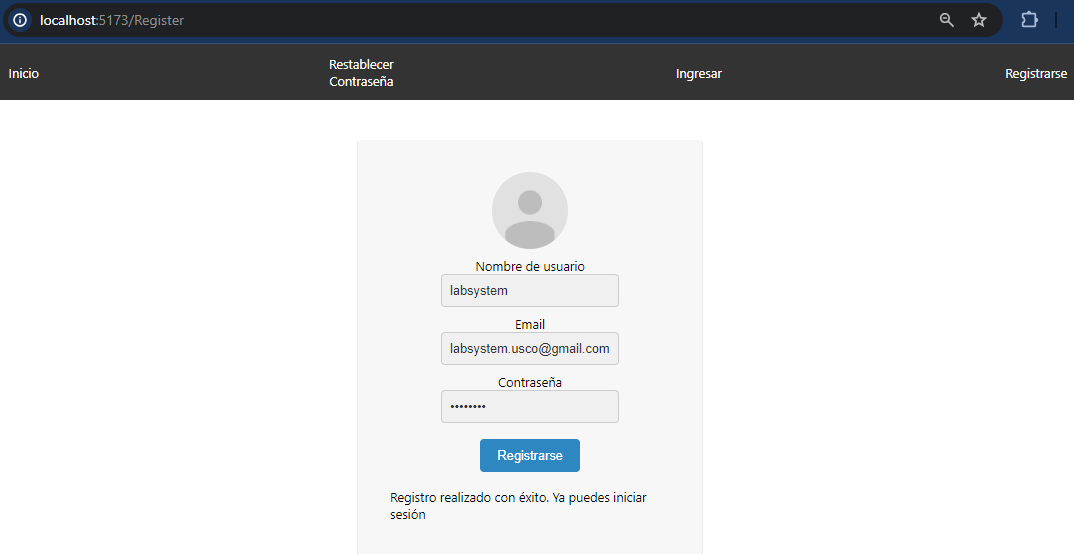 localhost:5173/Register
Inicio
Restablecer
Contraseña
Ingresar
Registrarse
Nombre de usuario
labsystem
Email
labsystem.usco@gmail.com
Contraseña
••••••••
Registrarse
Registro realizado con éxito. Ya puedes iniciar
sesión